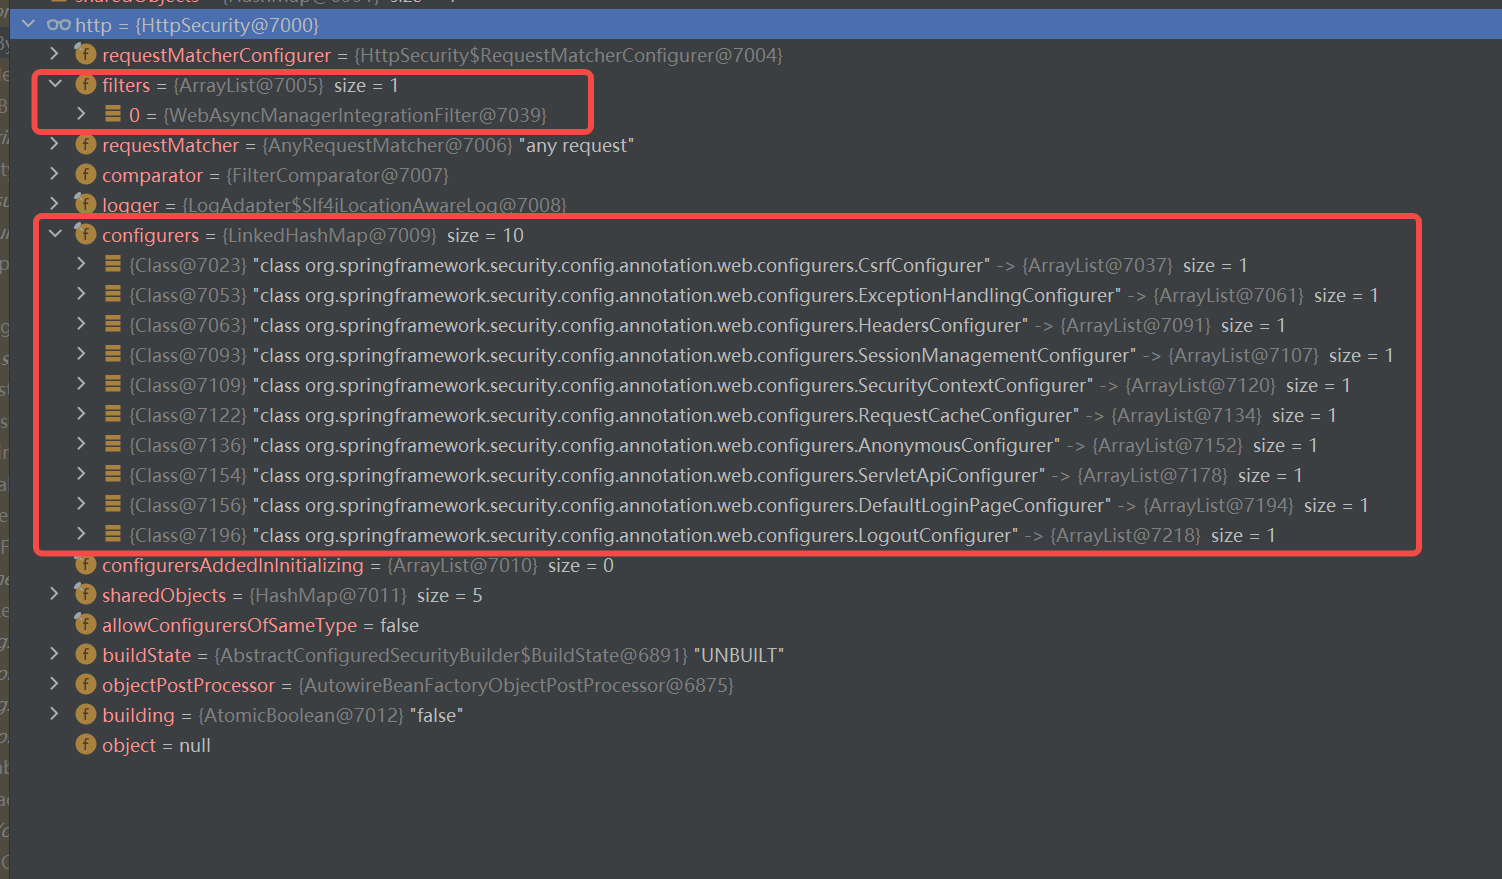 http = {HttpSecurity@7000}
requestMatcherConfigurer = {HttpSecurity$RequestMatcherConfigurer@7004}
filters = {ArrayList@7005} size = 1
0 = {WebAsyncManagerIntegrationFilter@7039}
requestMatcher = {AnyRequestMatcher@7006} "any request"
comparator = {FilterComparator@7007}
logger = {LogAdapter$Slf4jLocationAwareLog@7008}
configurers = {LinkedHashMap@7009} size = 10
{Class@7023} "class org.springframework.security.config.annotation.web.configurers.CsrfConfigurer" -> {ArrayList@7037} size = 1
{Class@7053} "class org.springframework.security.config.annotation.web.configurers.ExceptionHandlingConfigurer" -> {ArrayList@7061} size = 1
{Class@7063} "class org.springframework.security.config.annotation.web.configurers.HeadersConfigurer" -> {ArrayList@7091} size = 1
{Class@7093} "class org.springframework.security.config.annotation.web.configurers.SessionManagementConfigurer" -> {ArrayList@7107} size = 1
{Class@7109} "class org.springframework.security.config.annotation.web.configurers.SecurityContextConfigurer" -> {ArrayList@7120} size = 1
{Class@7122} "class org.springframework.security.config.annotation.web.configurers.RequestCacheConfigurer" -> {ArrayList@7134} size = 1
{Class@7136} "class org.springframework.security.config.annotation.web.configurers.AnonymousConfigurer" -> {ArrayList@7152} size = 1
{Class@7154} "class org.springframework.security.config.annotation.web.configurers.ServletApiConfigurer" -> {ArrayList@7178} size = 1
{Class@7156} "class org.springframework.security.config.annotation.web.configurers.DefaultLoginPageConfigurer" -> {ArrayList@7194} size = 1
{Class@7196} "class org.springframework.security.config.annotation.web.configurers.LogoutConfigurer" -> {ArrayList@7218} size = 1
configurersAddedInInitializing = {ArrayList@7010} size = 0
sharedObjects = {HashMap@7011} size = 5
allowConfigurersOfSameType = false
buildState = {AbstractConfiguredSecurityBuilder$BuildState@6891} "UNBUILT"
objectPostProcessor = {AutowireBeanFactoryObjectPostProcessor@6875}
building = {AtomicBoolean@7012} "false"
object = null